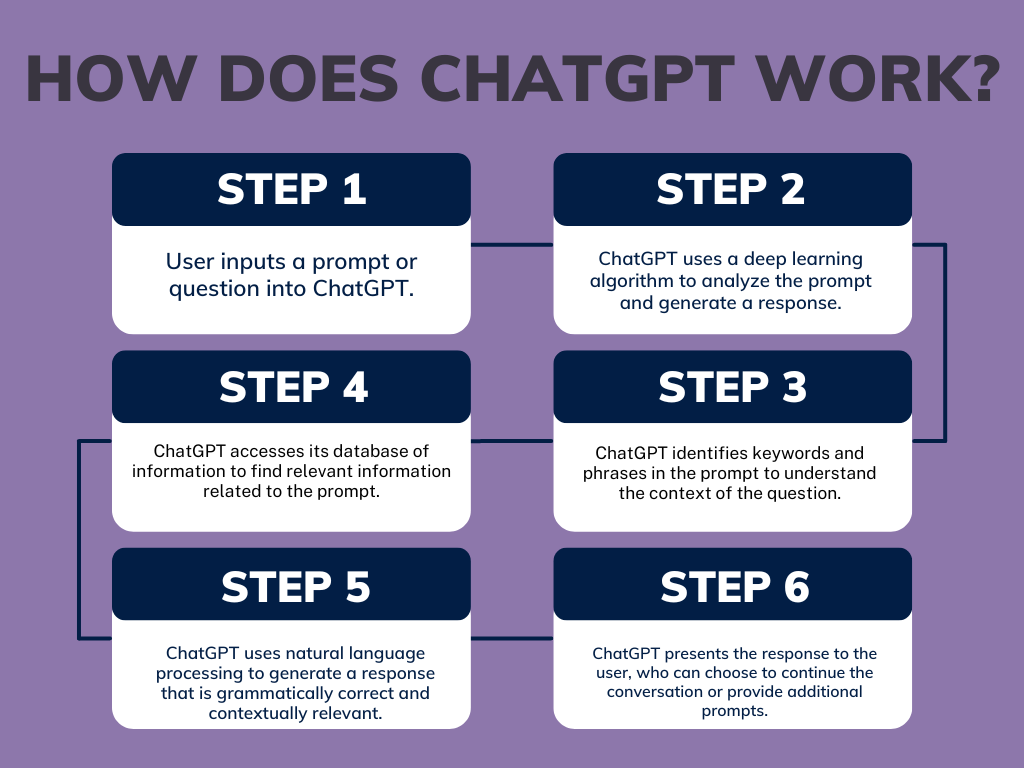 HOW DOES CHATGPT WORK?
STEP 1
User inputs a prompt or
question into ChatGPT.
STEP 2
ChatGPT uses a deep learning
algorithm to analyze the prompt
and generate a response.
STEP 3
ChatGPT identifies keywords and
phrases in the prompt to understand
the context of the question.
STEP 4
ChatGPT accesses its database of
information to find relevant information
related to the prompt.
STEP 5
ChatGPT uses natural language
processing to generate a response
that is grammatically correct and
contextually relevant.
STEP 6
ChatGPT presents the response to the
user, who can choose to continue the
conversation or provide additional
prompts.